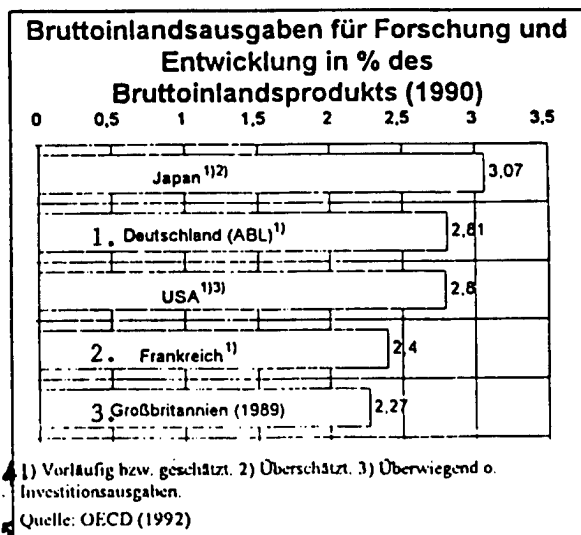 Bruttoinlandsausgaben für Forschung und
Entwicklung in % des
Bruttoinlandsprodukts (1990)
0 0,5 1 1,5 2 2,5 3 3,5
Japan 1)2) 3,07
1. Deutschland (ABL) 1) 2,81
USA 1)3) 2,8
2. Frankreich 1) 2,4
3. Großbritannien (1989) 2,27
1) Vorläufig bzw. geschätzt. 2) Überschätzt. 3) Überwiegend o.
Investitionsausgaben.
Quelle: OECD (1992)